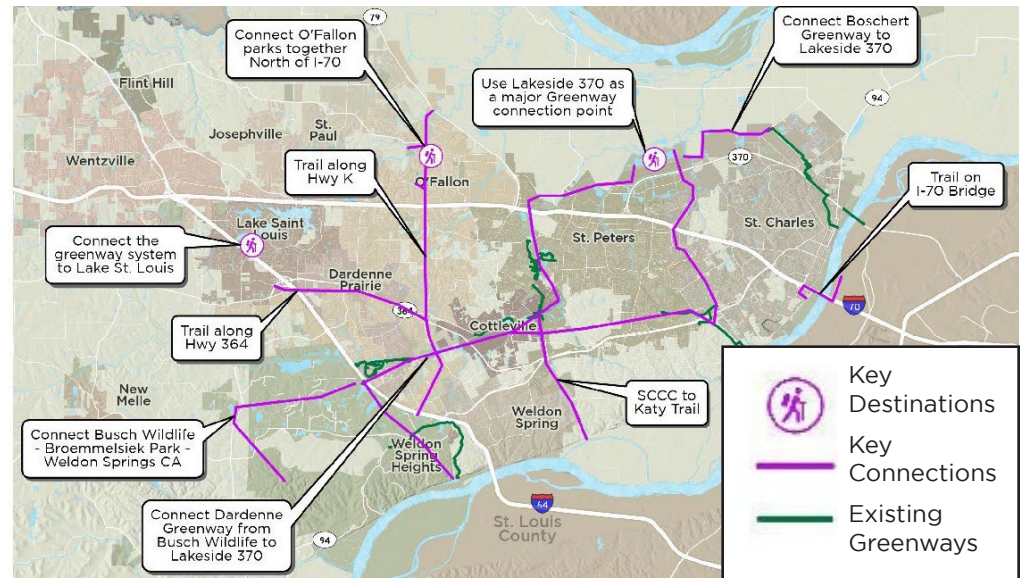 79
Connect O'Fallon
parks together
North of I-70
Connect Boschert
Greenway to
Lakeside 370
Flint Hill
Use Lakeside 370 as
a major Greenway
connection point
94
St.
Paul
Josephville
Wentzville
Trail along
Hwy K
370
O'Fallon
Trail on
I-70 Bridge
Lake Saint
Louis
St. Charles
St. Peters
Connect the
greenway system
to Lake St. Louis
Dardenne
Prairie
70
364
Cottleville
Trail along
Hwy 364
New
Melle
SCCC to
Katy Trail
Weldon
Spring
Connect Busch Wildlife
- Broemmelsiek Park -
Weldon Springs CA
Weldon
Spring
Heights
64
St. Louis
County
Connect Dardenne
Greenway from
Busch Wildlife to
Lakeside 370
94
Key
Destinations
Key
Connections
Existing
Greenways